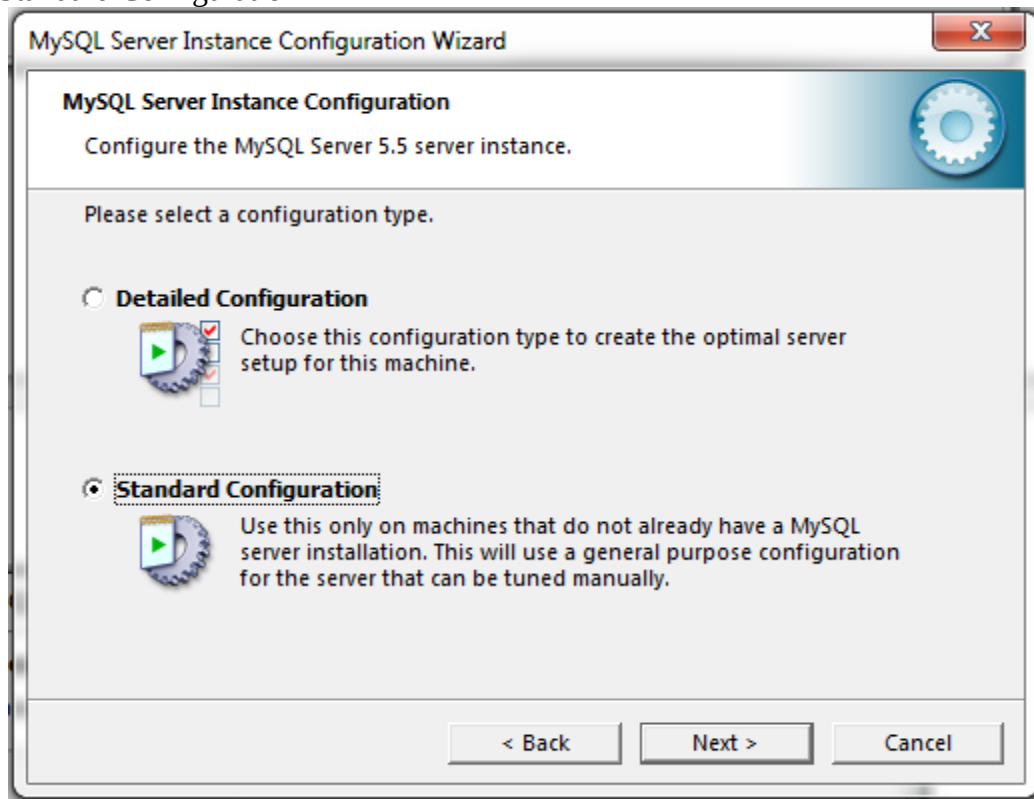 MySQL Server Instance Configuration Wizard
MySQL Server Instance Configuration
Configure the MySQL Server 5.5 server instance.
Please select a configuration type.
Detailed Configuration
Choose this configuration type to create the optimal server
setup for this machine.
Standard Configuration
Use this only on machines that do not already have a MySQL
server installation. This will use a general purpose configuration
for the server that can be tuned manually.
< Back
Next >
Cancel